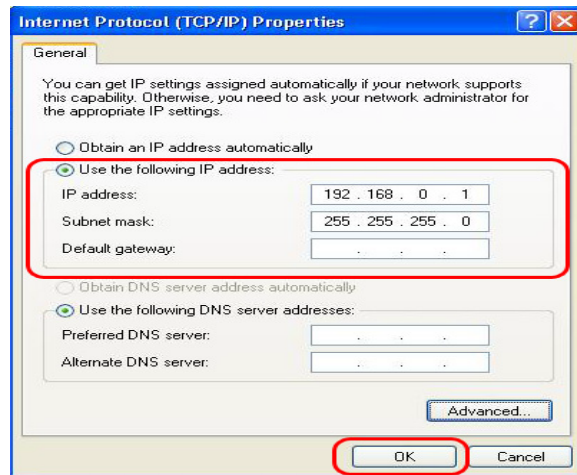 Internet Protocol (TCP/IP) Properties
General
You can get IP settings assigned automatically if your network supports
this capability. Otherwise, you need to ask your network administrator for
the appropriate IP settings.
Obtain an IP address automatically
Use the following IP address:
IP address: 192 . 168 . 0 . 1
Subnet mask: 255 . 255 . 255 . 0
Default gateway: . . .
Obtain DNS server address automatically
Use the following DNS server addresses:
Preferred DNS server: . . .
Alternate DNS server: . . .
Advanced...
OK Cancel